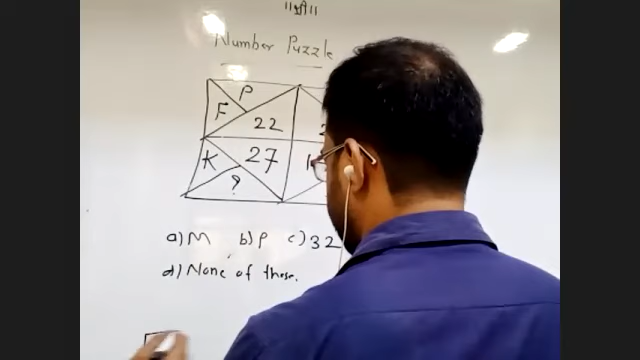 ॥श्री॥
Number Puzzle
P
F
22
K 27
?
a) M b) P c) 32
d) None of these.